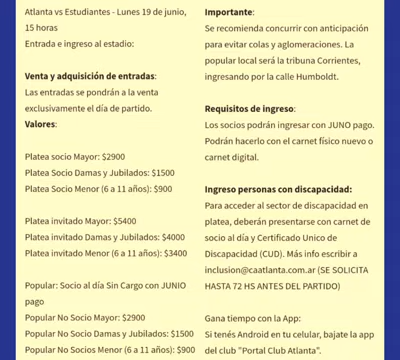 Atlanta vs Estudiantes - Lunes 19 de junio,
15 horas
Entrada e ingreso al estadio:
Venta y adquisición de entradas:
Las entradas se pondrán a la venta
exclusivamente el día de partido.
Valores:
Platea Socio Mayor: $2900
Platea Socio Damas y Jubilados: $1500
Platea Socio Menor (6 a 11 años): $900
Platea invitado Mayor: $5400
Platea invitado Damas y Jubilados: $4000
Platea invitado Menor (6 a 11 años): $3400
Popular: Socio al día Sin Cargo con JUNIO
pago
Popular No Socio Mayor: $2900
Popular No Socio Damas y Jubilados: $1500
Popular No Socios Menor (6 a 11 años): $900
Importante:
Se recomienda concurrir con anticipación
para evitar colas y aglomeraciones. La
popular local será la tribuna Corrientes,
ingresando por la calle Humboldt.
Requisitos de ingreso:
Los socios podrán ingresar con JUNO pago.
Podrán hacerlo con el carnet físico nuevo o
carnet digital.
Ingreso personas con discapacidad:
Para acceder al sector de discapacidad en
platea, deberán presentarse con carnet de
socio al día y Certificado Unico de
Discapacidad (CUD). Más info escribir a
inclusion@caatlanta.com.ar (SE SOLICITA
HASTA 72 HS ANTES DEL PARTIDO)
Gana tiempo con la App:
Si tenés Android en tu celular, bajate la app
del club "Portal Club Atlanta".